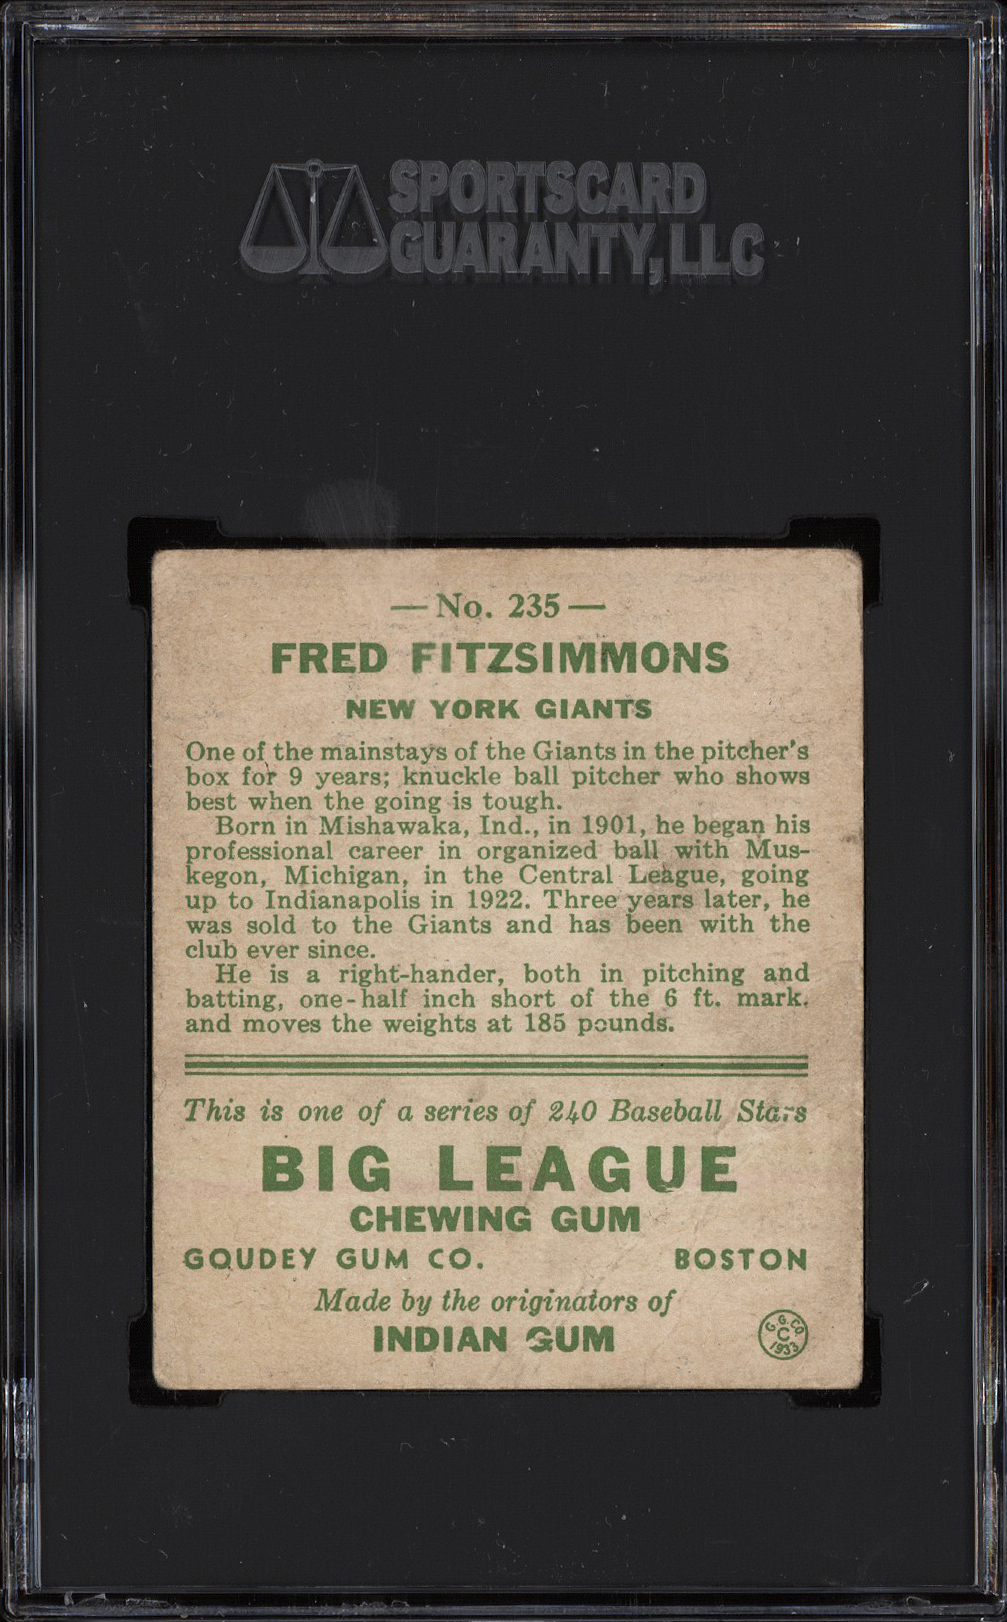 SPORTSCARD
GUARANTY, LLC
— No. 235 —
FRED FITZSIMMONS
NEW YORK GIANTS
One of the mainstays of the Giants in the pitcher's
box for 9 years; knuckle ball pitcher who shows
best when the going is tough.
Born in Mishawaka, Ind., in 1901, he began his
professional career in organized ball with Mus-
kegon, Michigan, in the Central League, going
up to Indianapolis in 1922. Three years later, he
was sold to the Giants and has been with the
club ever since.
He is a right-hander, both in pitching and
batting, one-half inch short of the 6 ft. mark.
and moves the weights at 185 pounds.
This is one of a series of 240 Baseball Stars
BIG LEAGUE
CHEWING GUM
GOUDEY GUM CO. BOSTON
Made by the originators of
INDIAN GUM
G. G. CO.
C
1933